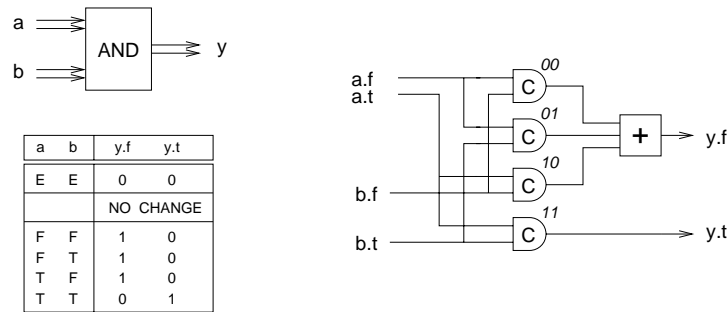 a
AND
y
b
a b y.f y.t
E E 0 0
NO CHANGE
F F 1 0
F T 1 0
T F 1 0
T T 0 1
00
a.f
C
a.t
01
C
+
y.f
10
b.f
C
11
b.t
C
y.t